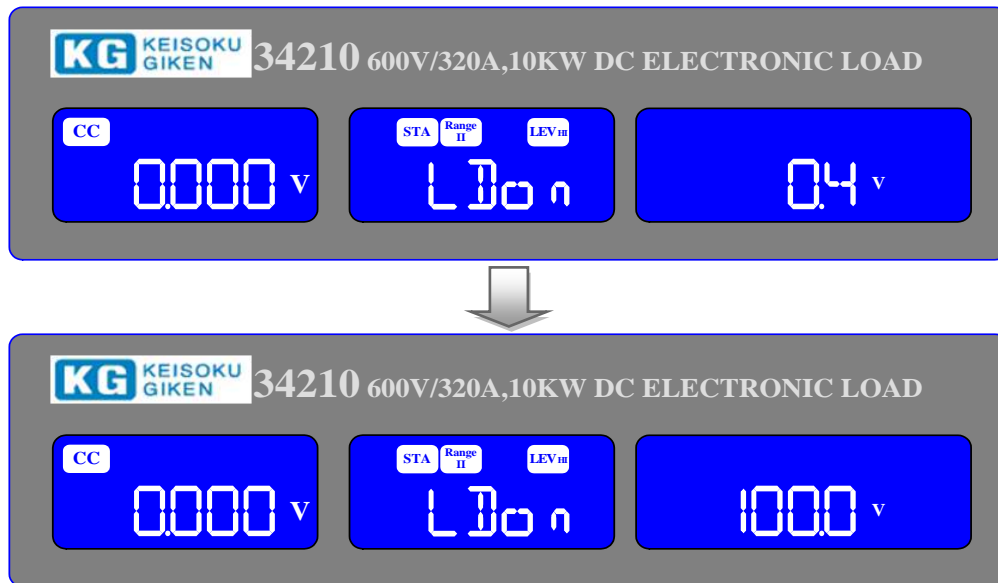 KG KEISOKU GIKEN 34210 600V/320A,10KW DC ELECTRONIC LOAD
CC STA Range II LEV HI
0.000 V LDon 0.4 V
KG KEISOKU GIKEN 34210 600V/320A,10KW DC ELECTRONIC LOAD
CC STA Range II LEV HI
0.000 V LDon 100.0 V